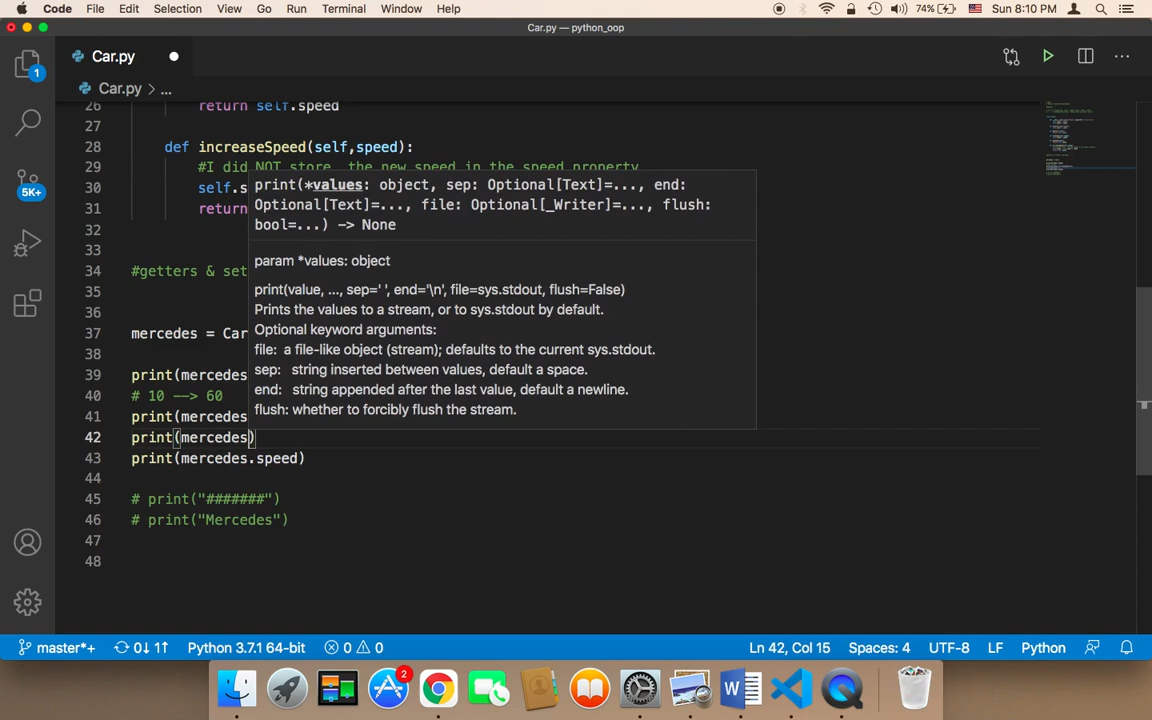 Code File Edit Selection View Go Run Terminal Window Help 74% Sun 8:10 PM
Car.py — python_oop
Car.py
1
Car.py > ...
26 return self.speed
27
28 def increaseSpeed(self,speed):
29 #I did NOT store the new speed in the speed property
30 self.s
31 return
32
33
34 #getters & set
35
36
37 mercedes = Car
38
39 print(mercedes
40 # 10 --> 60
41 print(mercedes
42 print(mercedes)
43 print(mercedes.speed)
44
45 # print("#######")
46 # print("Mercedes")
47
48
print(*values: object, sep: Optional[Text]=..., end:
Optional[Text]=..., file: Optional[_Writer]=..., flush:
bool=...) -> None
param *values: object
print(value, ..., sep=' ', end='\n', file=sys.stdout, flush=False)
Prints the values to a stream, or to sys.stdout by default.
Optional keyword arguments:
file: a file-like object (stream); defaults to the current sys.stdout.
sep: string inserted between values, default a space.
end: string appended after the last value, default a newline.
flush: whether to forcibly flush the stream.
5K+
master*+ 0↓ 1↑ Python 3.7.1 64-bit 0 0 Ln 42, Col 15 Spaces: 4 UTF-8 LF Python
2
W